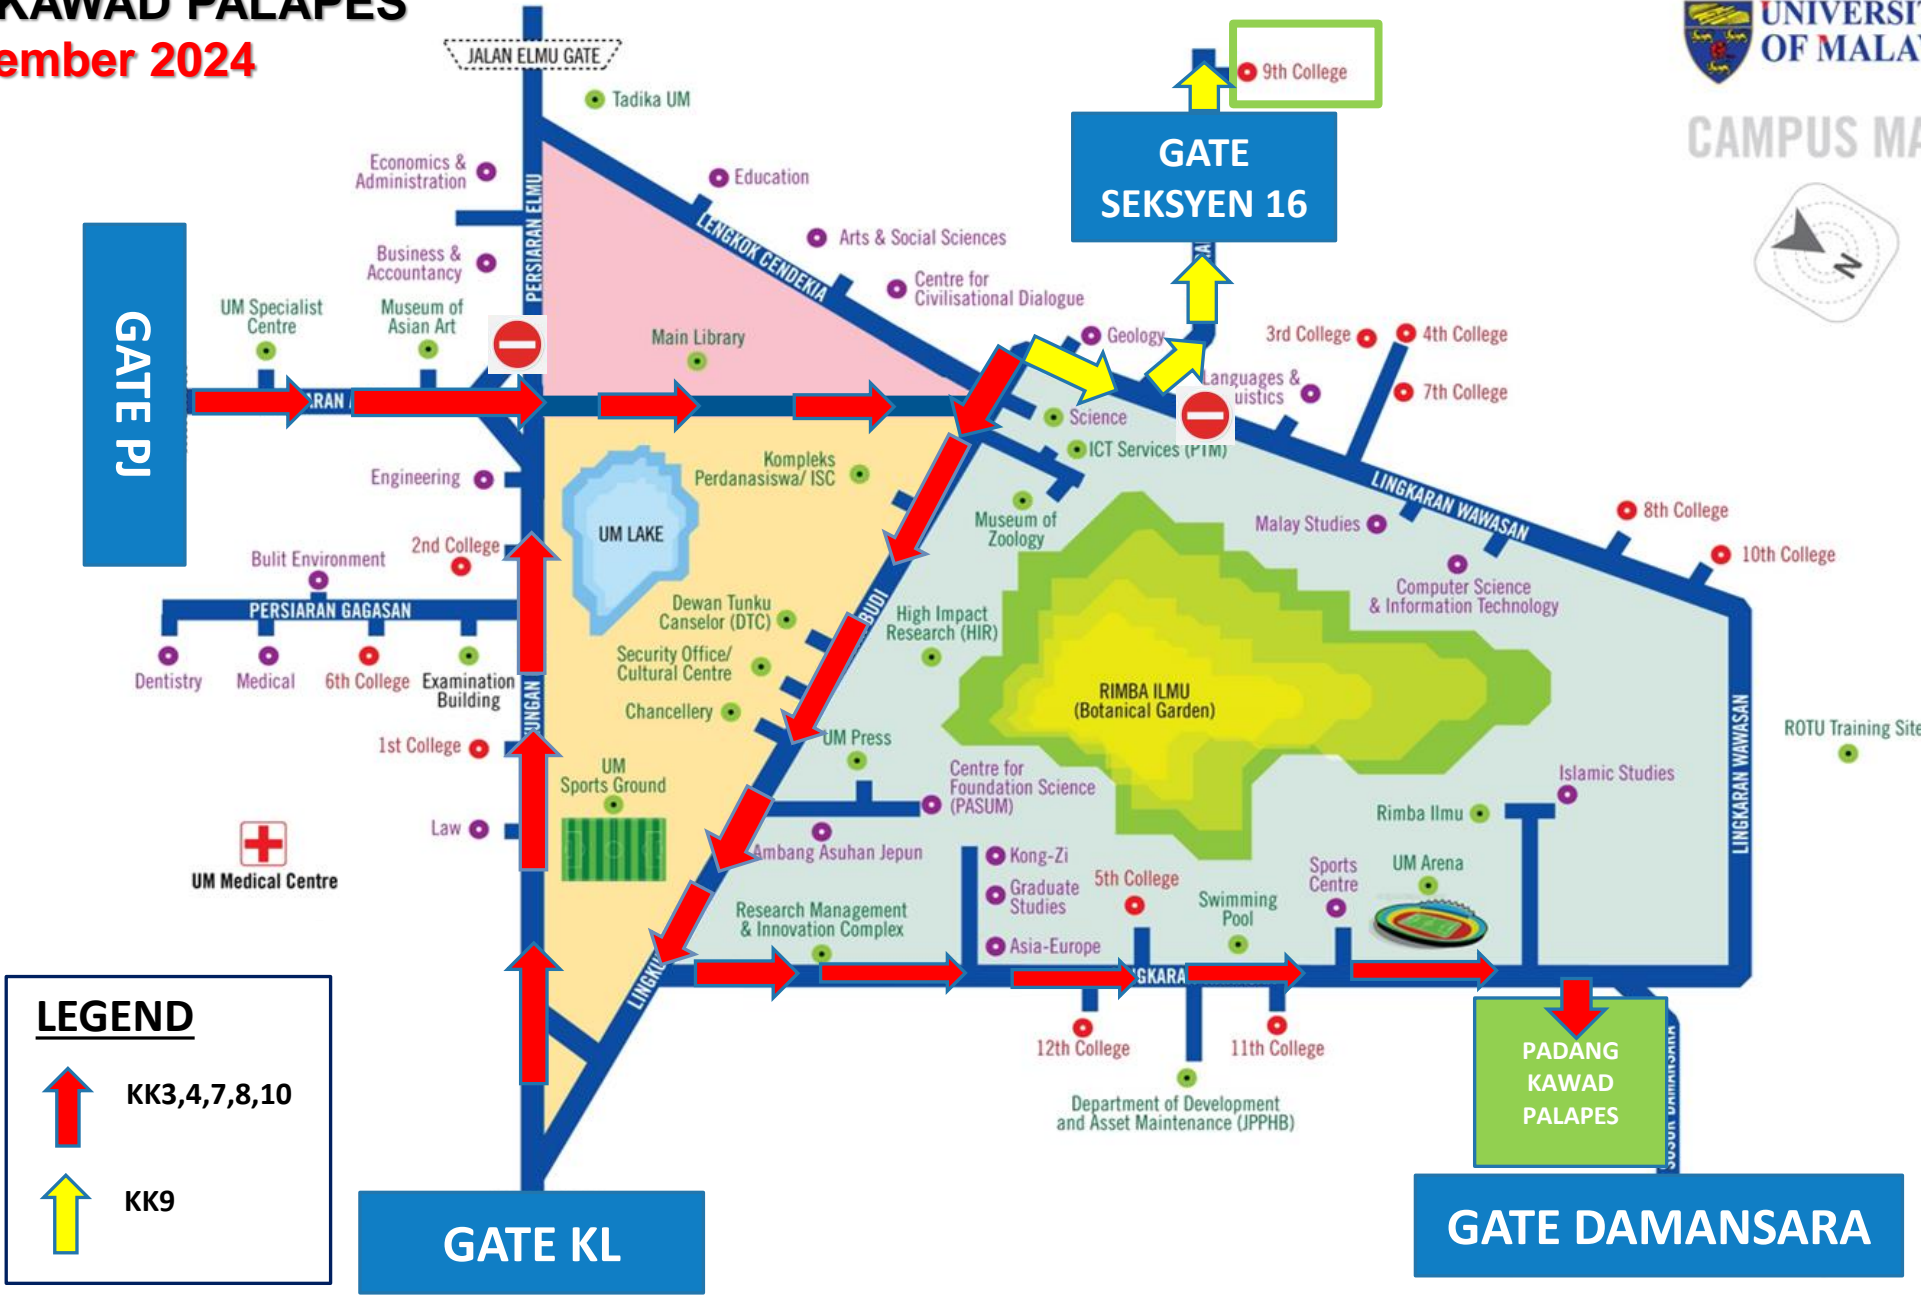 KAWAD PALAPES
ember 2024
JALAN ELMU GATE
Tadika UM
9th College
UNIVERSIT
OF MALA
CAMPUS MA
GATE
SEKSYEN 16
N
Economics &
Administration
Education
PERSIARAN ELMU
LENGKOK CENDEKIA
Arts & Social Sciences
Business &
Accountancy
Centre for
Civilisational Dialogue
GATE PJ
UM Specialist
Centre
Museum of
Asian Art
Main Library
Geology
3rd College
4th College
Languages &
uistics
7th College
RAN
Science
ICT Services (PTM)
Engineering
Kompleks
Perdanasiswa/ ISC
LINGKARAN WAWASAN
UM LAKE
Museum of
Zoology
Malay Studies
8th College
2nd College
10th College
Bulit Environment
Computer Science
& Information Technology
PERSIARAN GAGASAN
Dewan Tunku
Canselor (DTC)
BUDI
High Impact
Research (HIR)
Security Office/
Cultural Centre
Dentistry
Medical
6th College
Examination
Building
UNGAN
Chancellery
RIMBA ILMU
(Botanical Garden)
ROTU Training Site
1st College
UM Press
LINGKARAN WAWASAN
UM
Sports Ground
Centre for
Foundation Science
(PASUM)
Islamic Studies
Rimba Ilmu
Law
Ambang Asuhan Jepun
Kong-Zi
UM Arena
Sports
Centre
UM Medical Centre
5th College
Graduate
Studies
Swimming
Pool
Research Management
& Innovation Complex
Asia-Europe
LINGKU
GKARA
LEGEND
KK3,4,7,8,10
KK9
12th College
11th College
PADANG
KAWAD
PALAPES
SUSUR DAMANSARA
Department of Development
and Asset Maintenance (JPPHB)
GATE KL
GATE DAMANSARA